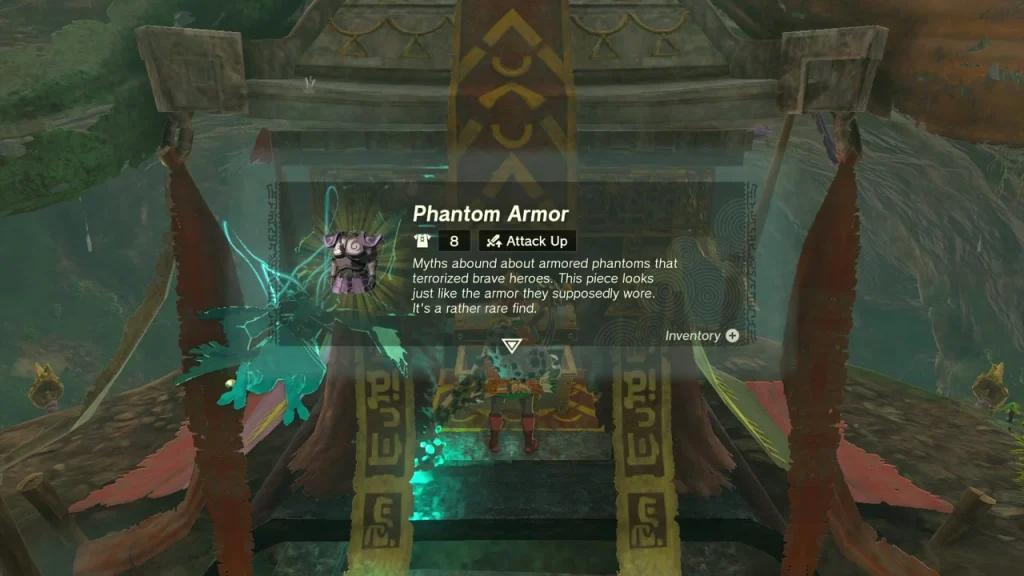 Phantom Armor
8 Attack Up
Myths abound about armored phantoms that
terrorized brave heroes. This piece looks
just like the armor they supposedly wore.
It's a rather rare find.
Inventory